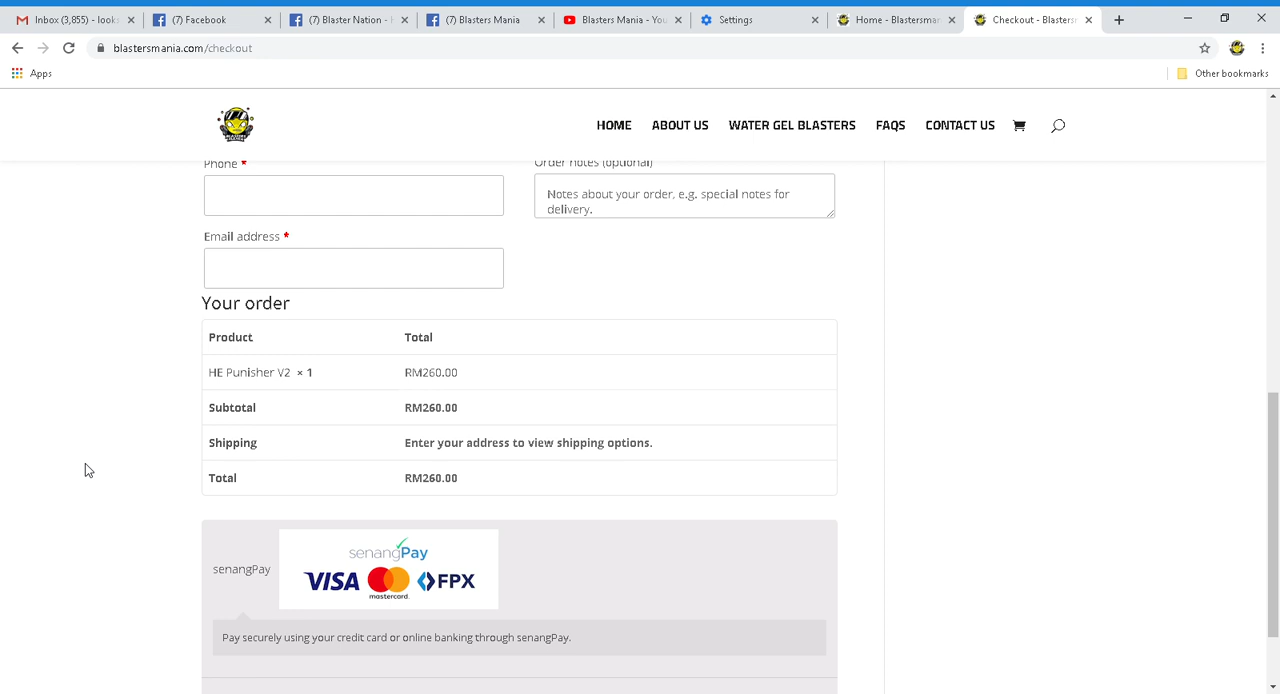 Inbox (3,855) - looks
(7) Facebook
(7) Blaster Nation - H
(7) Blasters Mania
Blasters Mania - You
Settings
Home - Blastersman
Checkout - Blasters
blastersmania.com/checkout
Apps
Other bookmarks
HOME
ABOUT US
WATER GEL BLASTERS
FAQS
CONTACT US
Phone *
Order notes (optional)
Notes about your order, e.g. special notes for
delivery.
Email address *
Your order
Product Total
HE Punisher V2 × 1 RM260.00
Subtotal RM260.00
Shipping Enter your address to view shipping options.
Total RM260.00
senangPay
senangPay
VISA mastercard. FPX
Pay securely using your credit card or online banking through senangPay.